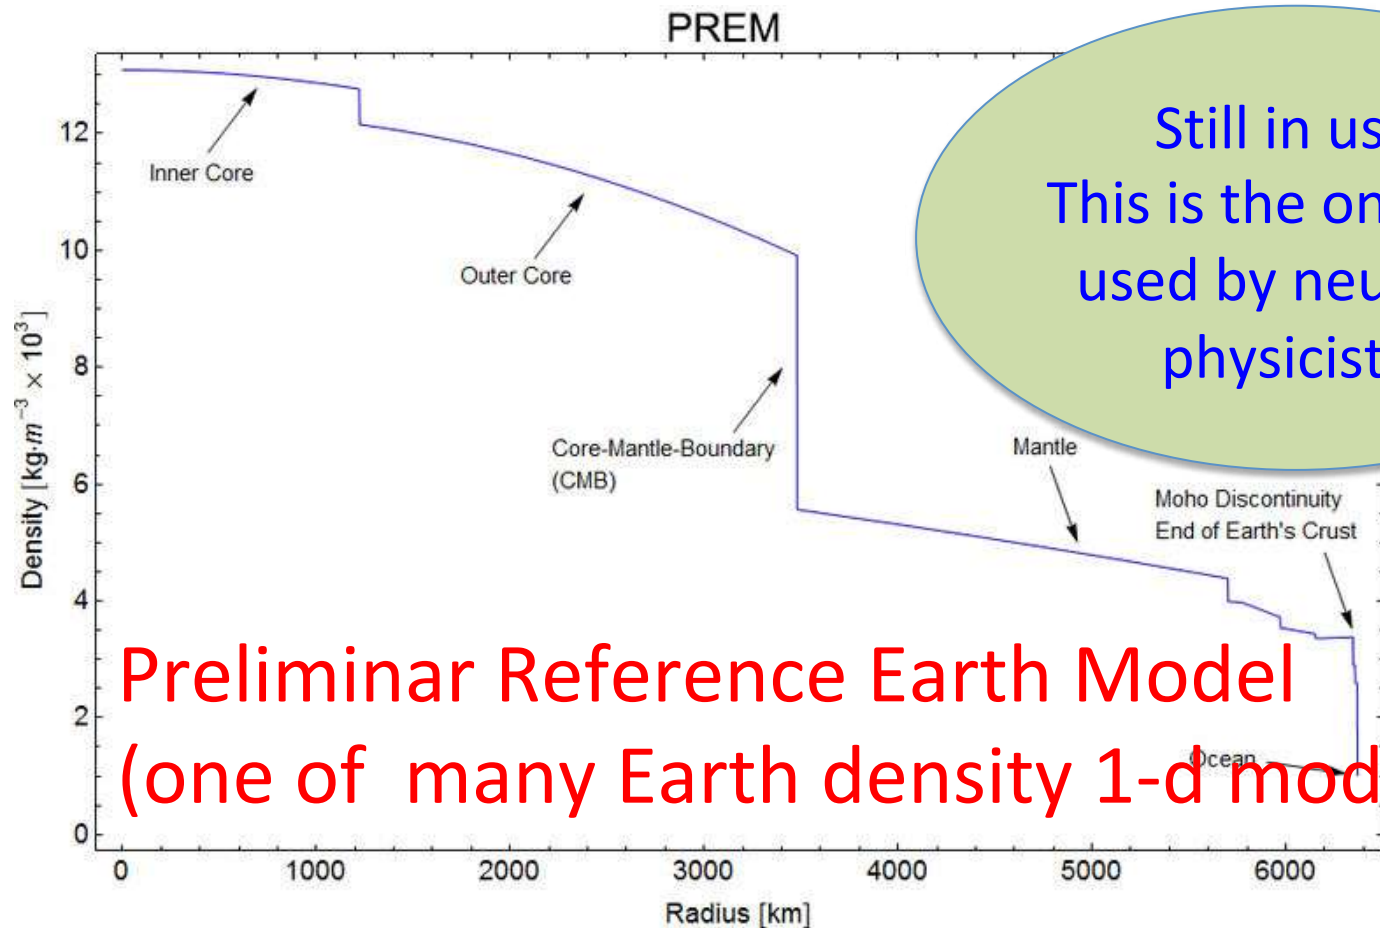 PREM
Still in us
This is the on
used by neu
physicist
12
10
8
6
4
2
0
Density [kg·m⁻³ × 10³]
Inner Core
Outer Core
Core-Mantle-Boundary
(CMB)
Mantle
Moho Discontinuity
End of Earth's Crust
Preliminar Reference Earth Model
(one of many Earth density 1-d mod
Ocean
0 1000 2000 3000 4000 5000 6000
Radius [km]